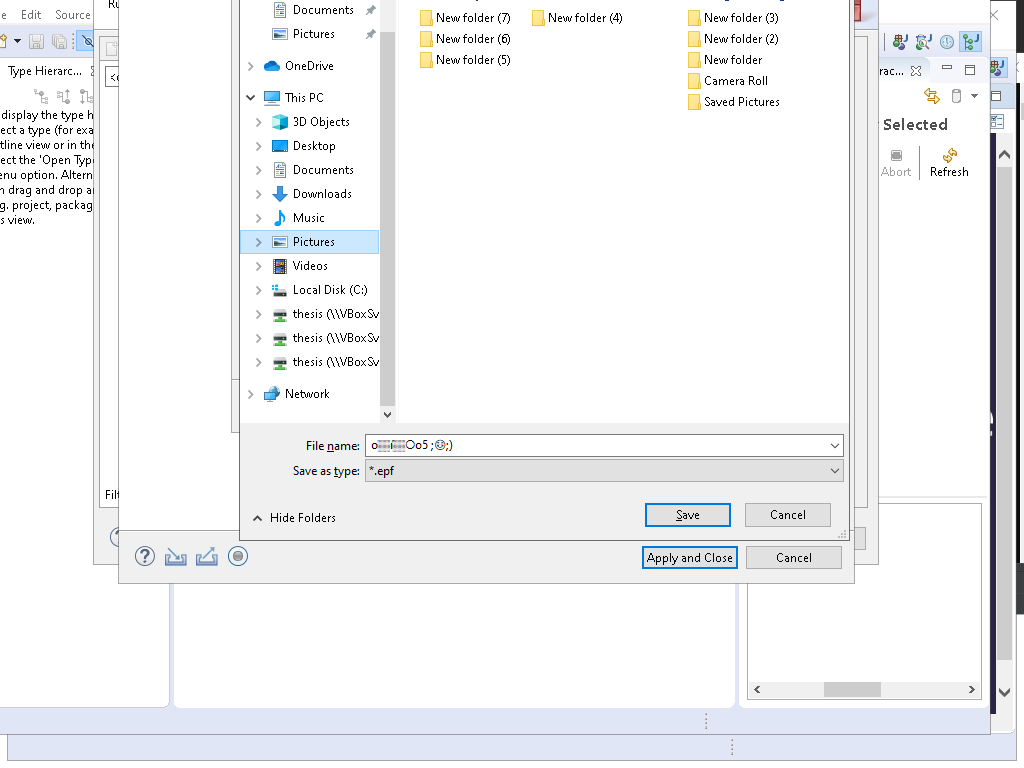 Edit Source
Ru
Type Hierarc...
display the type h
ect a type (for exa
tline view or in the
ect the 'Open Type
enu option. Altern
n drag and drop a
g. project, packag
s view.
<
Filt
Documents
Pictures
OneDrive
This PC
3D Objects
Desktop
Documents
Downloads
Music
Pictures
Videos
Local Disk (C:)
thesis (\\VBoxSv
thesis (\\VBoxSv
thesis (\\VBoxSv
Network
New folder (7)
New folder (6)
New folder (5)
New folder (4)
New folder (3)
New folder (2)
New folder
Camera Roll
Saved Pictures
File name:
Save as type: *.epf
Hide Folders
Save
Cancel
Apply and Close
Cancel
rac...
Selected
Abort
Refresh